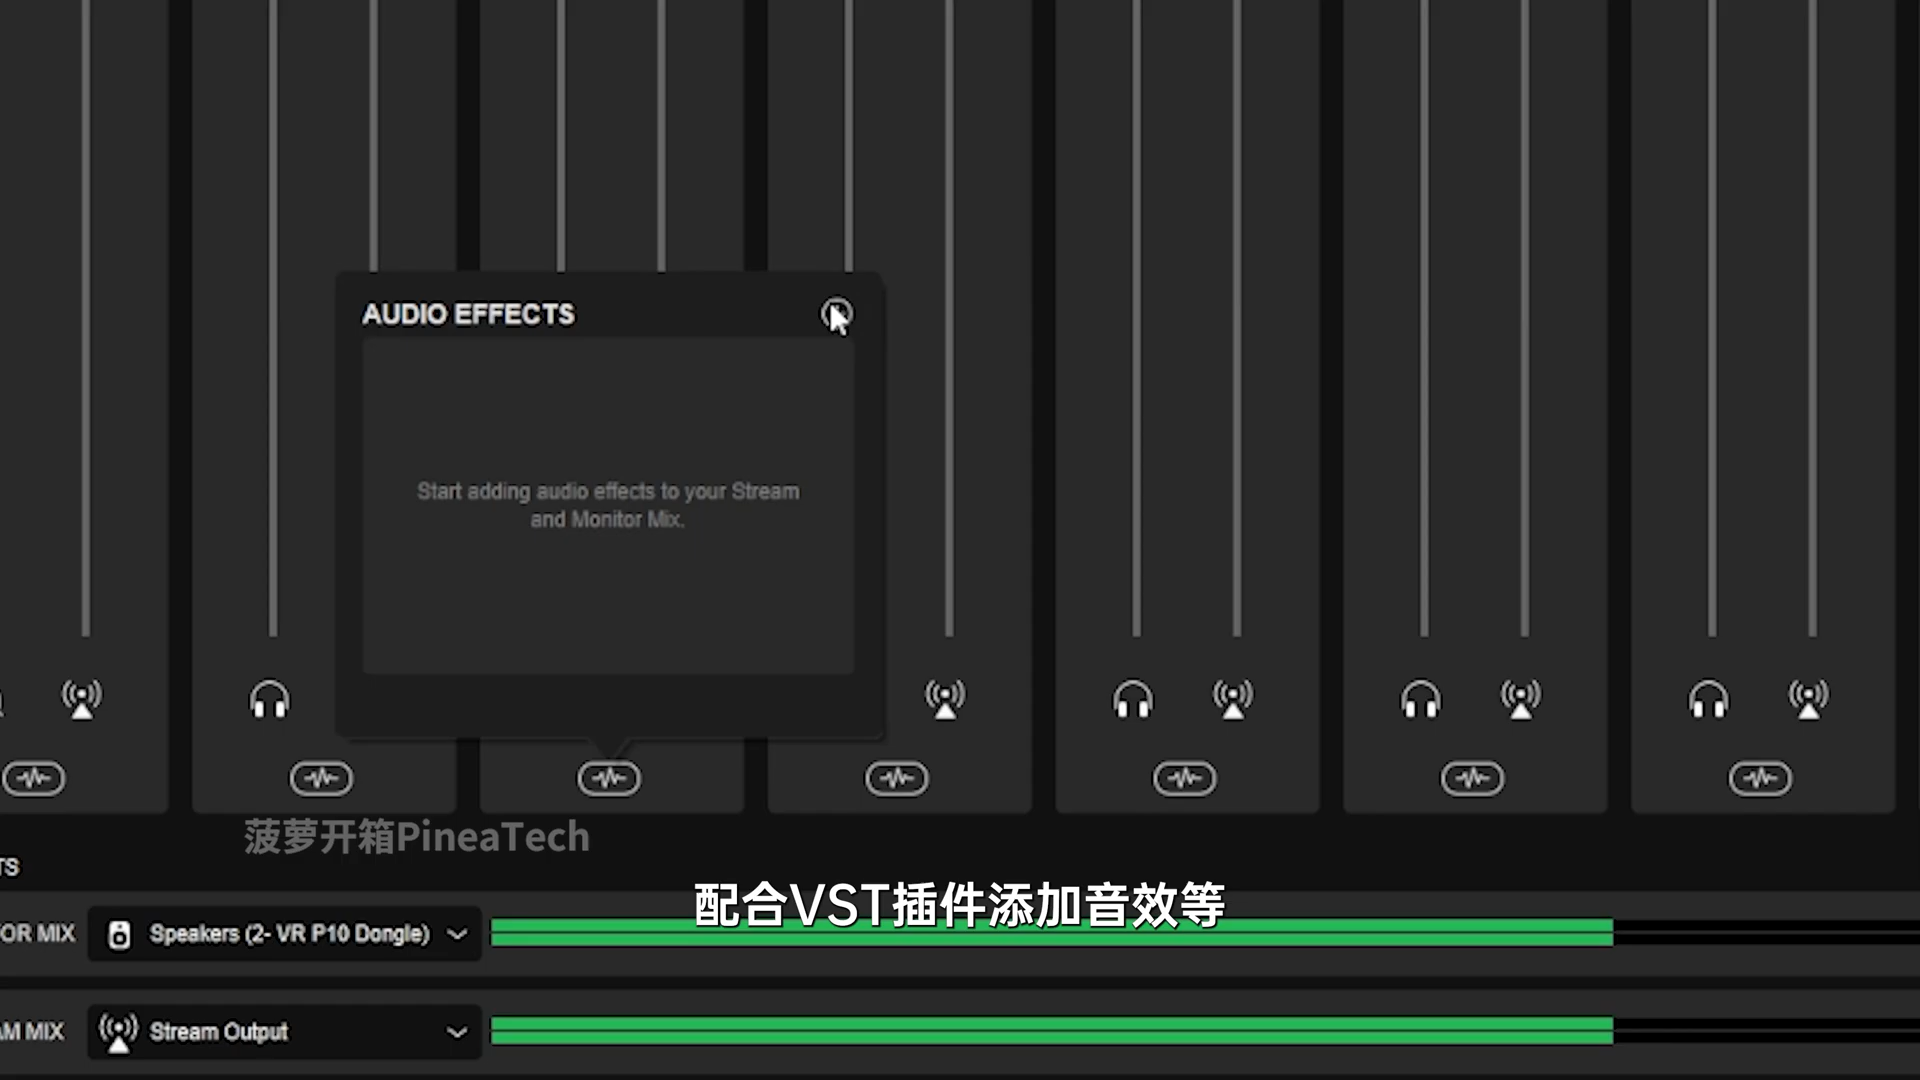 AUDIO EFFECTS
Start adding audio effects to your Stream
and Monitor Mix.
菠萝开箱PineaTech
TS
配合VST插件添加音效等
OR MIX
Speakers (2- VR P10 Dongle)
AM MIX
Stream Output